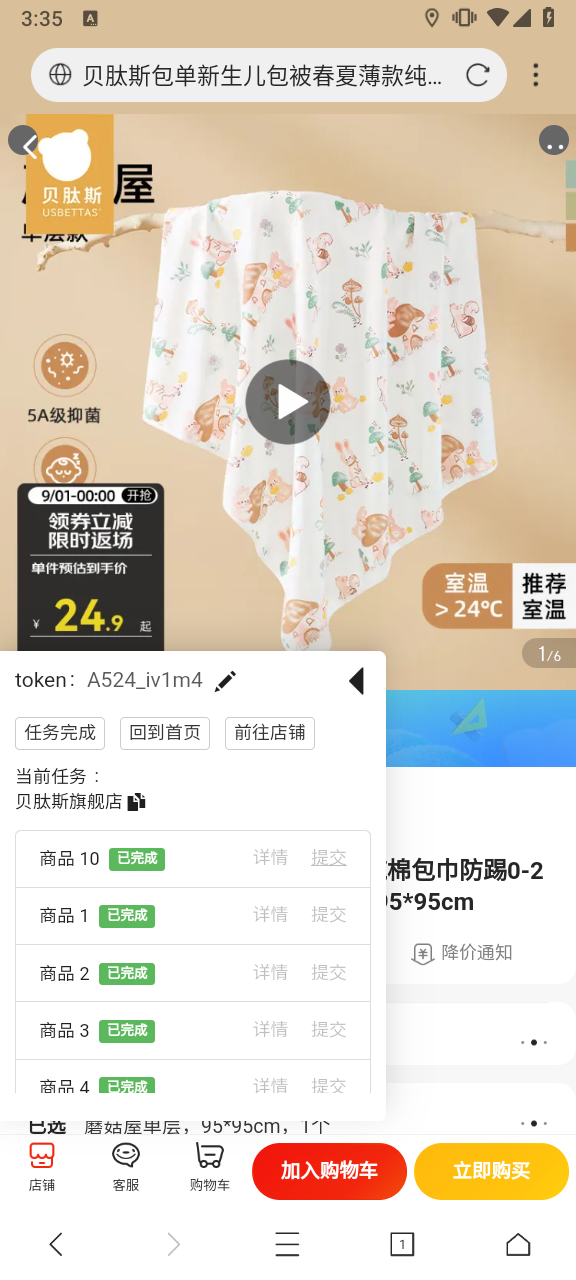 3:35
A
贝肽斯包单新生儿包被春夏薄款纯...
屋
贝肽斯
USBETTAS
单层款
5A级抑菌
9/01-00:00 开抢
领券立减
限时返场
单件预估到手价
¥ 24.9 起
室温 推荐
> 24°C 室温
1/6
token： A524_iv1m4
任务完成 回到首页 前往店铺
当前任务：
贝肽斯旗舰店
商品 10 已完成 详情 提交
商品 1 已完成 详情 提交
商品 2 已完成 详情 提交
商品 3 已完成 详情 提交
商品 4 已完成 详情 提交
棉包巾防踢0-2
95*95cm
降价通知
已选 蘑菇屋单层，95*95cm，1个
店铺 客服 购物车 加入购物车 立即购买
1